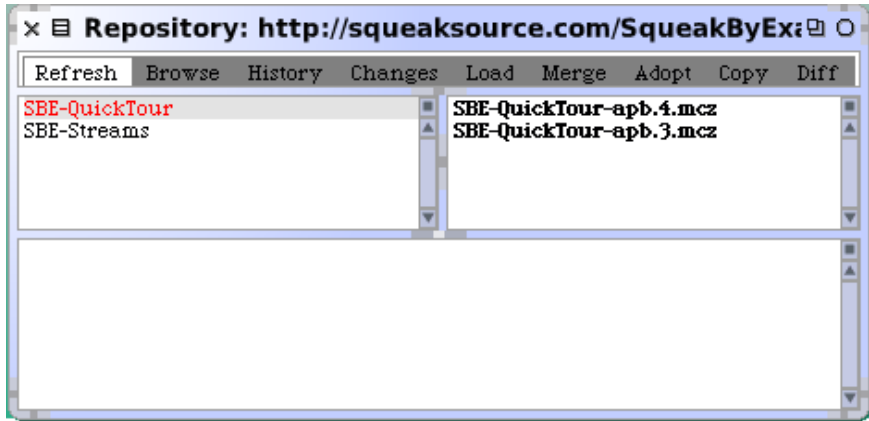 Repository: http://squeaksource.com/SqueakByExa
Refresh Browse History Changes Load Merge Adopt Copy Diff
SBE-QuickTour
SBE-Streams
SBE-QuickTour-apb.4.mcz
SBE-QuickTour-apb.3.mcz